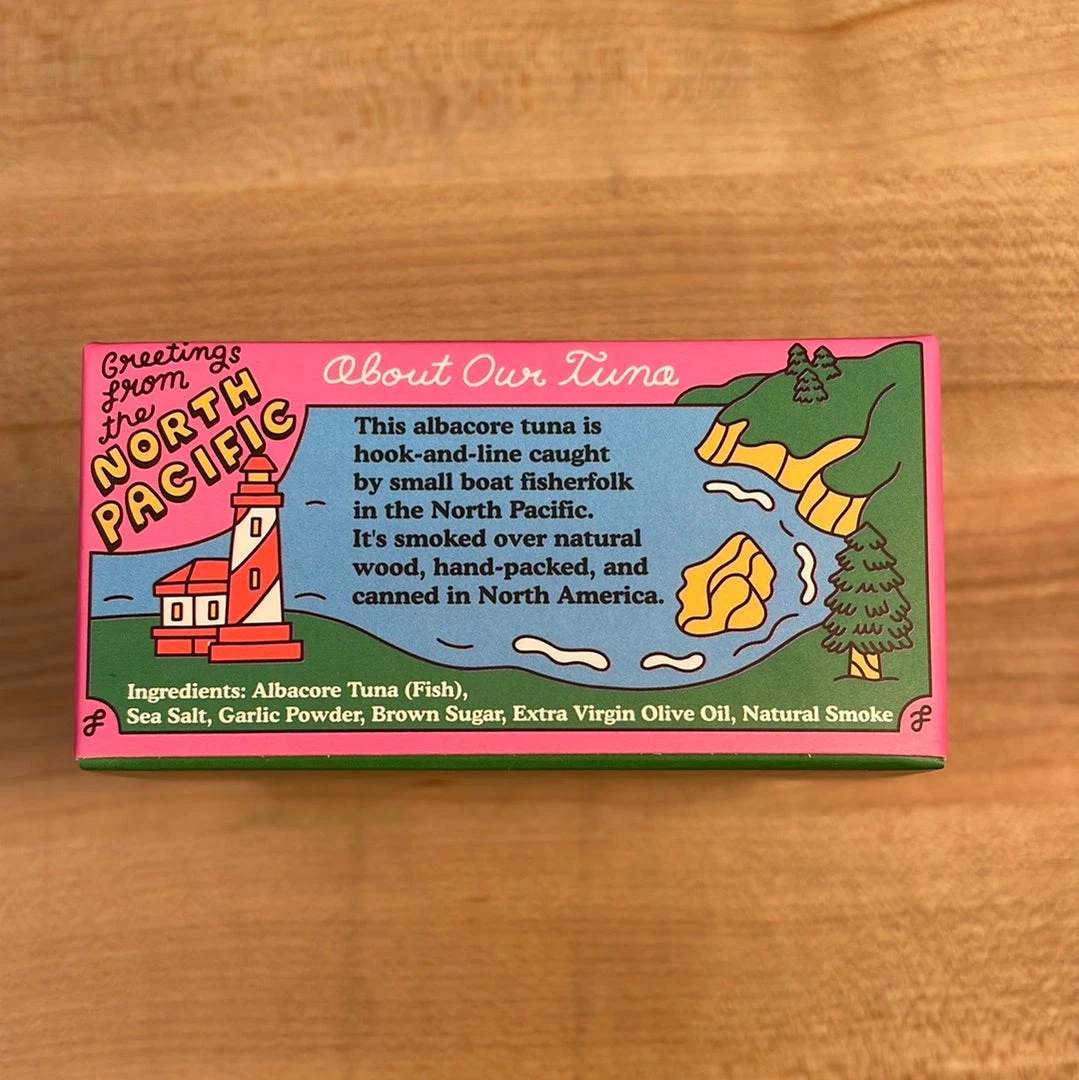 Greetings
from
the
NORTH
PACIFIC
About Our Tuna
This albacore tuna is
hook-and-line caught
by small boat fisherfolk
in the North Pacific.
It's smoked over natural
wood, hand-packed, and
canned in North America.
Ingredients: Albacore Tuna (Fish),
Sea Salt, Garlic Powder, Brown Sugar, Extra Virgin Olive Oil, Natural Smoke